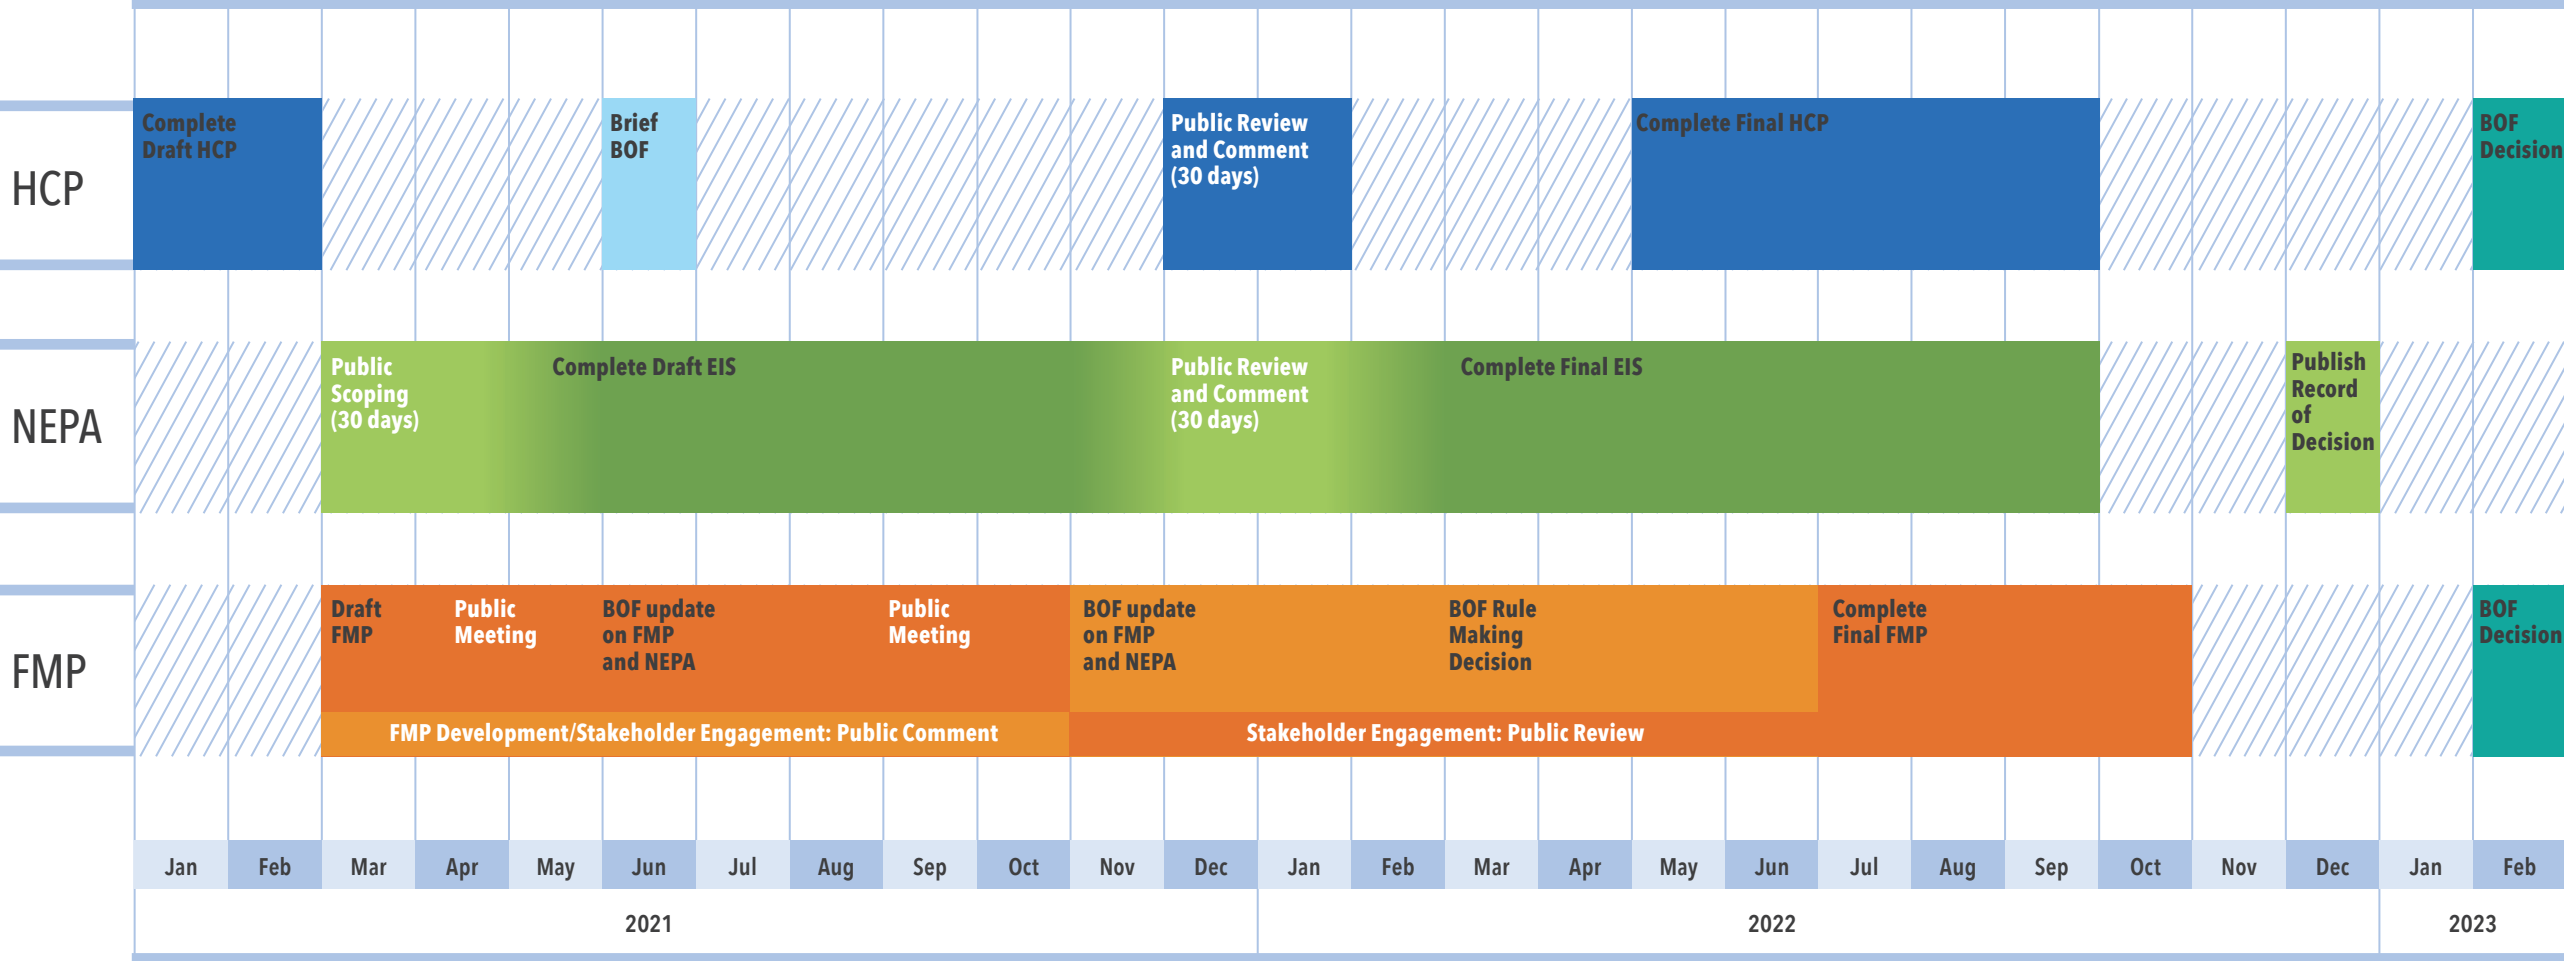 HCP
Complete
Draft HCP
Brief
BOF
Public Review
and Comment
(30 days)
Complete Final HCP
BOF
Decision
NEPA
Public
Scoping
(30 days)
Complete Draft EIS
Public Review
and Comment
(30 days)
Complete Final EIS
Publish
Record
of
Decision
FMP
Draft
FMP
Public
Meeting
BOF update
on FMP
and NEPA
Public
Meeting
BOF update
on FMP
and NEPA
BOF Rule
Making
Decision
Complete
Final FMP
BOF
Decision
FMP Development/Stakeholder Engagement: Public Comment
Stakeholder Engagement: Public Review
Jan Feb Mar Apr May Jun Jul Aug Sep Oct Nov Dec Jan Feb Mar Apr May Jun Jul Aug Sep Oct Nov Dec Jan Feb
2021 2022 2023